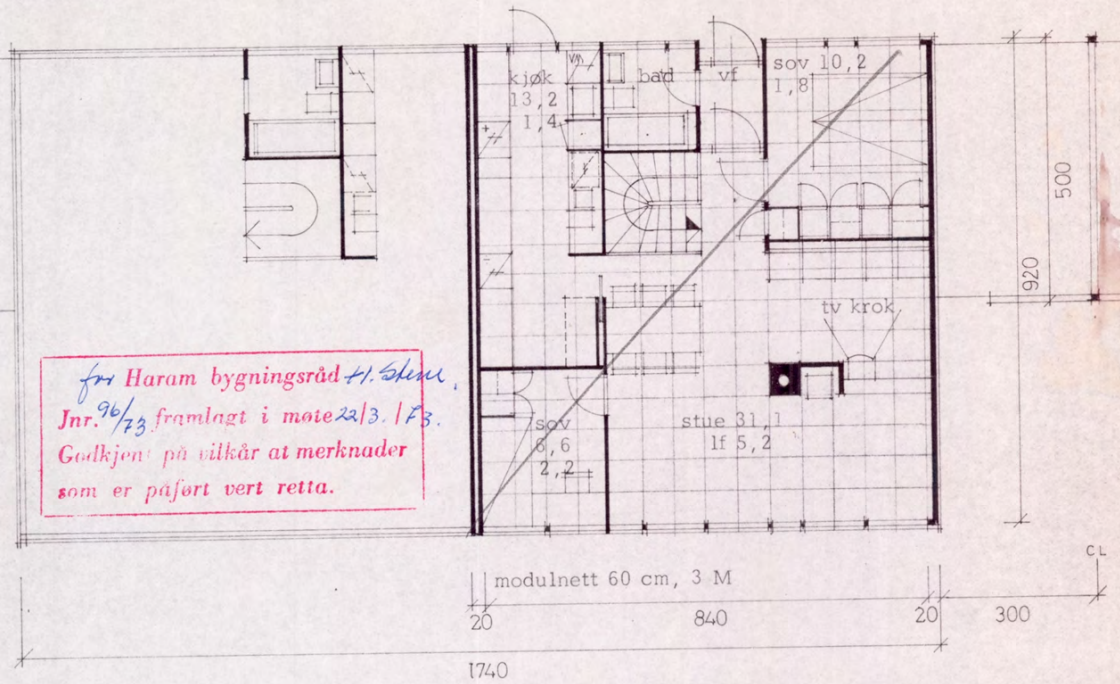 kjøk
13,2
1,4
bad
vf
sov 10,2
1,8
500
920
tv krok
stue 31,1
lf 5,2
sov
6,6
2,2
for Haram bygningsråd
Jnr. 96/73 framlagt i møte 22/3. 173.
Godkjent på vilkår at merknader
som er påført vert retta.
modulnett 60 cm, 3 M
CL
20
840
20
300
1740